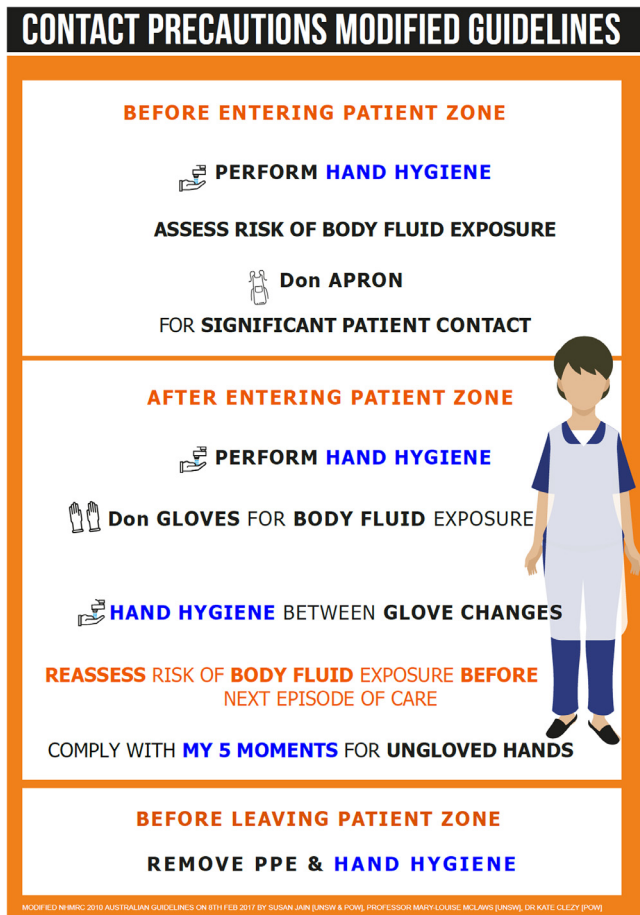 CONTACT PRECAUTIONS MODIFIED GUIDELINES
BEFORE ENTERING PATIENT ZONE
PERFORM HAND HYGIENE
ASSESS RISK OF BODY FLUID EXPOSURE
Don APRON
FOR SIGNIFICANT PATIENT CONTACT
AFTER ENTERING PATIENT ZONE
PERFORM HAND HYGIENE
Don GLOVES FOR BODY FLUID EXPOSURE
HAND HYGIENE BETWEEN GLOVE CHANGES
REASSESS RISK OF BODY FLUID EXPOSURE BEFORE
NEXT EPISODE OF CARE
COMPLY WITH MY 5 MOMENTS FOR UNGLOVED HANDS
BEFORE LEAVING PATIENT ZONE
REMOVE PPE & HAND HYGIENE
MODIFIED NHMRC 2010 AUSTRALIAN GUIDELINES ON 8TH FEB 2017 BY SUSAN JAIN [UNSW & POW], PROFESSOR MARY-LOUISE MCLAWS [UNSW], DR KATE CLEZY [POW]